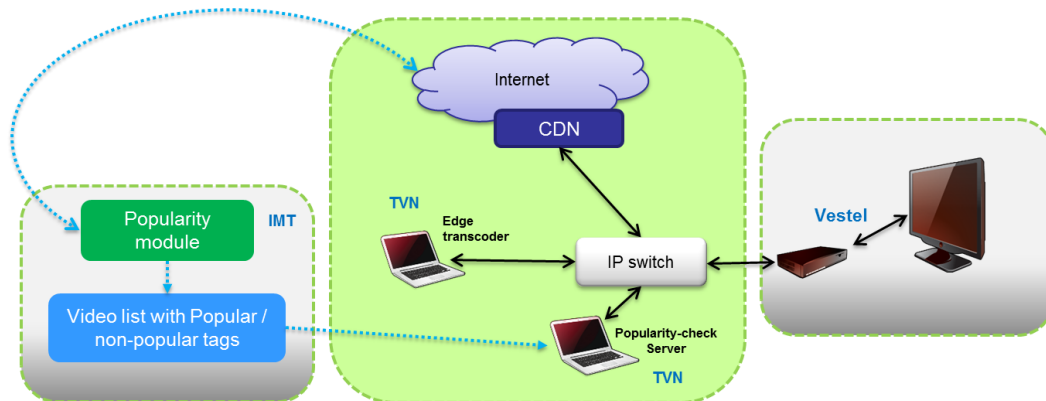 Internet
CDN
TVN
Edge
transcoder
IP switch
Popularity-check
Server
TVN
Popularity
module
IMT
Video list with Popular /
non-popular tags
Vestel